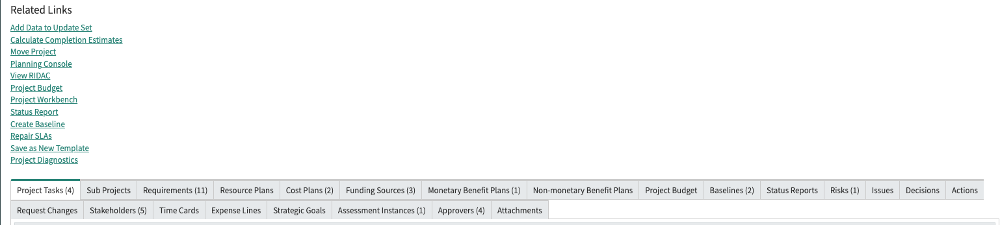 Related Links
Add Data to Update Set
Calculate Completion Estimates
Move Project
Planning Console
View RIDAC
Project Budget
Project Workbench
Status Report
Create Baseline
Repair SLAs
Save as New Template
Project Diagnostics
Project Tasks (4) Sub Projects Requirements (11) Resource Plans Cost Plans (2) Funding Sources (3) Monetary Benefit Plans (1) Non-monetary Benefit Plans Project Budget Baselines (2) Status Reports Risks (1) Issues Decisions Actions
Request Changes Stakeholders (5) Time Cards Expense Lines Strategic Goals Assessment Instances (1) Approvers (4) Attachments